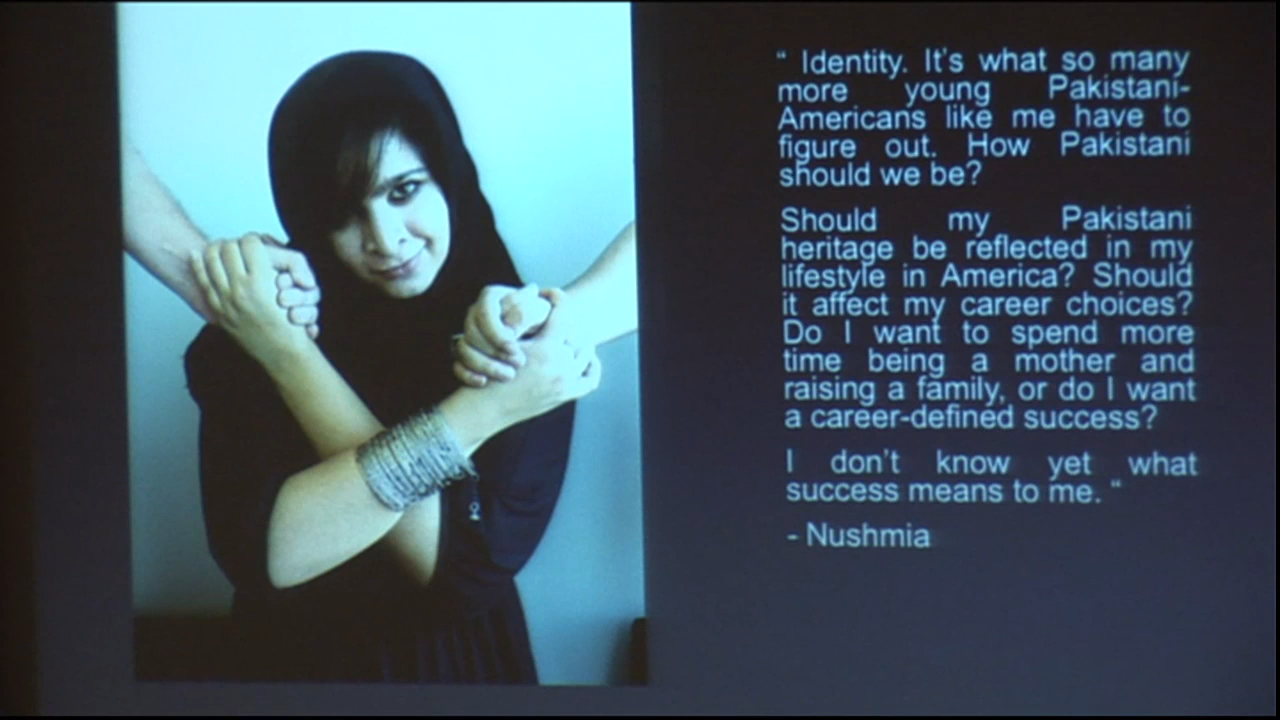 “ Identity. It's what so many
more young Pakistani-
Americans like me have to
figure out. How Pakistani
should we be?
Should my Pakistani
heritage be reflected in my
lifestyle in America? Should
it affect my career choices?
Do I want to spend more
time being a mother and
raising a family, or do I want
a career-defined success?
I don't know yet what
success means to me. “
- Nushmia